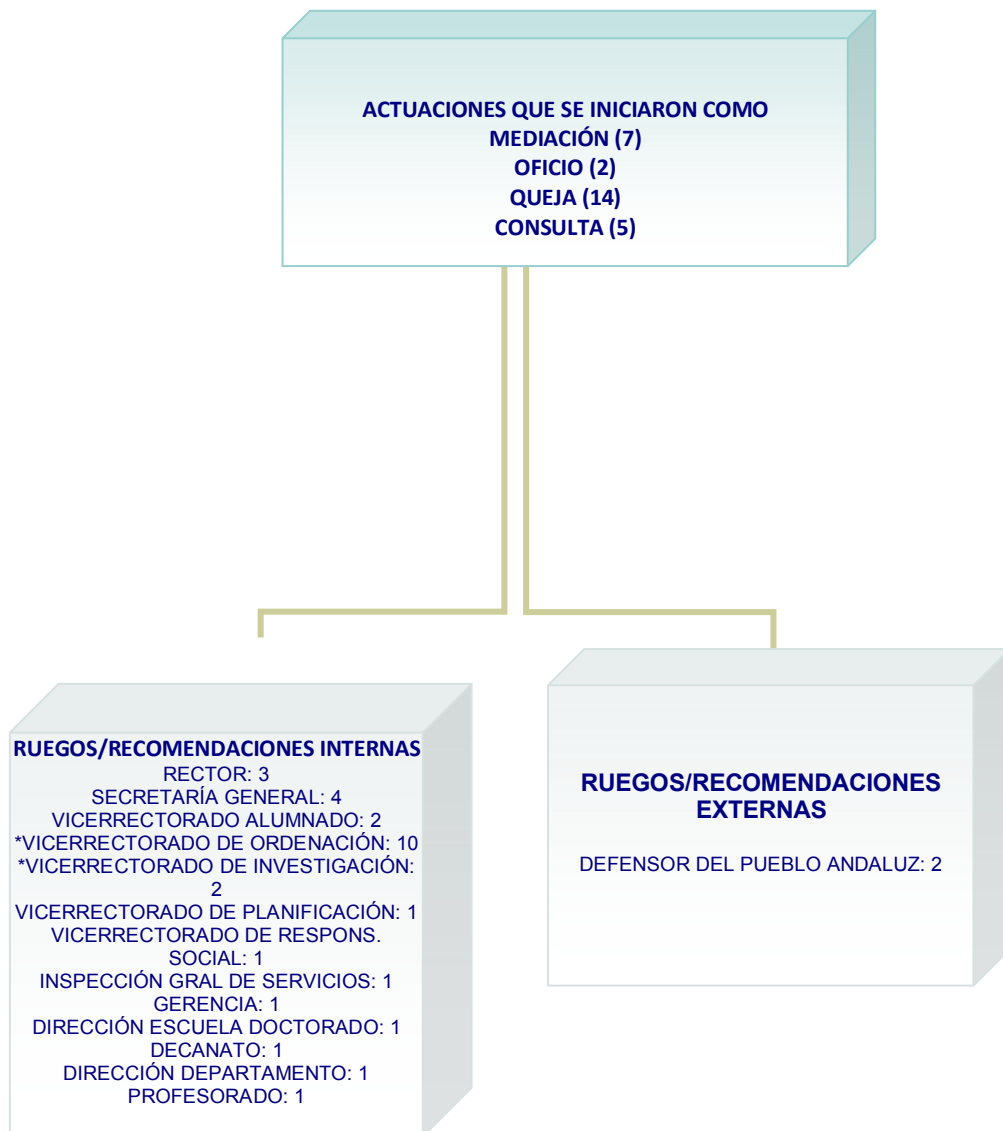 ACTUACIONES QUE SE INICIARON COMO
MEDIACIÓN (7)
OFICIO (2)
QUEJA (14)
CONSULTA (5)
RUEGOS/RECOMENDACIONES INTERNAS
RECTOR: 3
SECRETARÍA GENERAL: 4
VICERRECTORADO ALUMNADO: 2
*VICERRECTORADO DE ORDENACIÓN: 10
*VICERRECTORADO DE INVESTIGACIÓN:
2
VICERRECTORADO DE PLANIFICACIÓN: 1
VICERRECTORADO DE RESPONS.
SOCIAL: 1
INSPECCIÓN GRAL DE SERVICIOS: 1
GERENCIA: 1
DIRECCIÓN ESCUELA DOCTORADO: 1
DECANATO: 1
DIRECCIÓN DEPARTAMENTO: 1
PROFESORADO: 1
RUEGOS/RECOMENDACIONES
EXTERNAS
DEFENSOR DEL PUEBLO ANDALUZ: 2